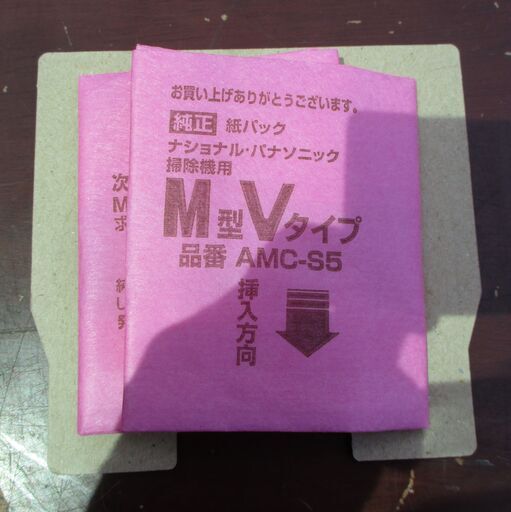 お買い上げありがとうございます。
純正 紙パック
ナショナル・パナソニック
掃除機用
M型Vタイプ
品番 AMC-S5
挿入方向
次
M